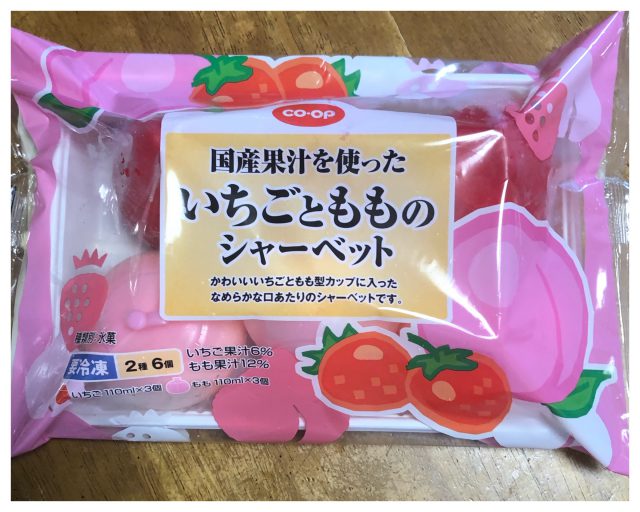 CO-OP
国産果汁を使った
いちごとももの
シャーベット
かわいいいちごともも型カップに入った
なめらかな口あたりのシャーベットです。
種類別:氷菓
要冷凍 2種 6個
いちご果汁6%
もも果汁12%
いちご 110ml×3個 もも 110ml×3個